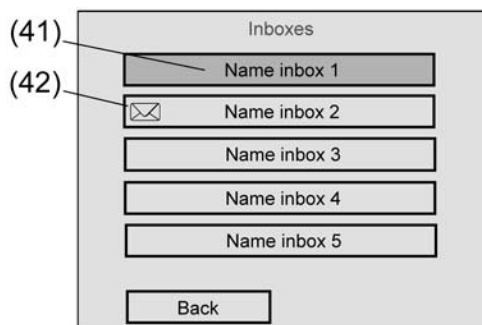 Inboxes
(41)
Name inbox 1
(42)
Name inbox 2
Name inbox 3
Name inbox 4
Name inbox 5
Back